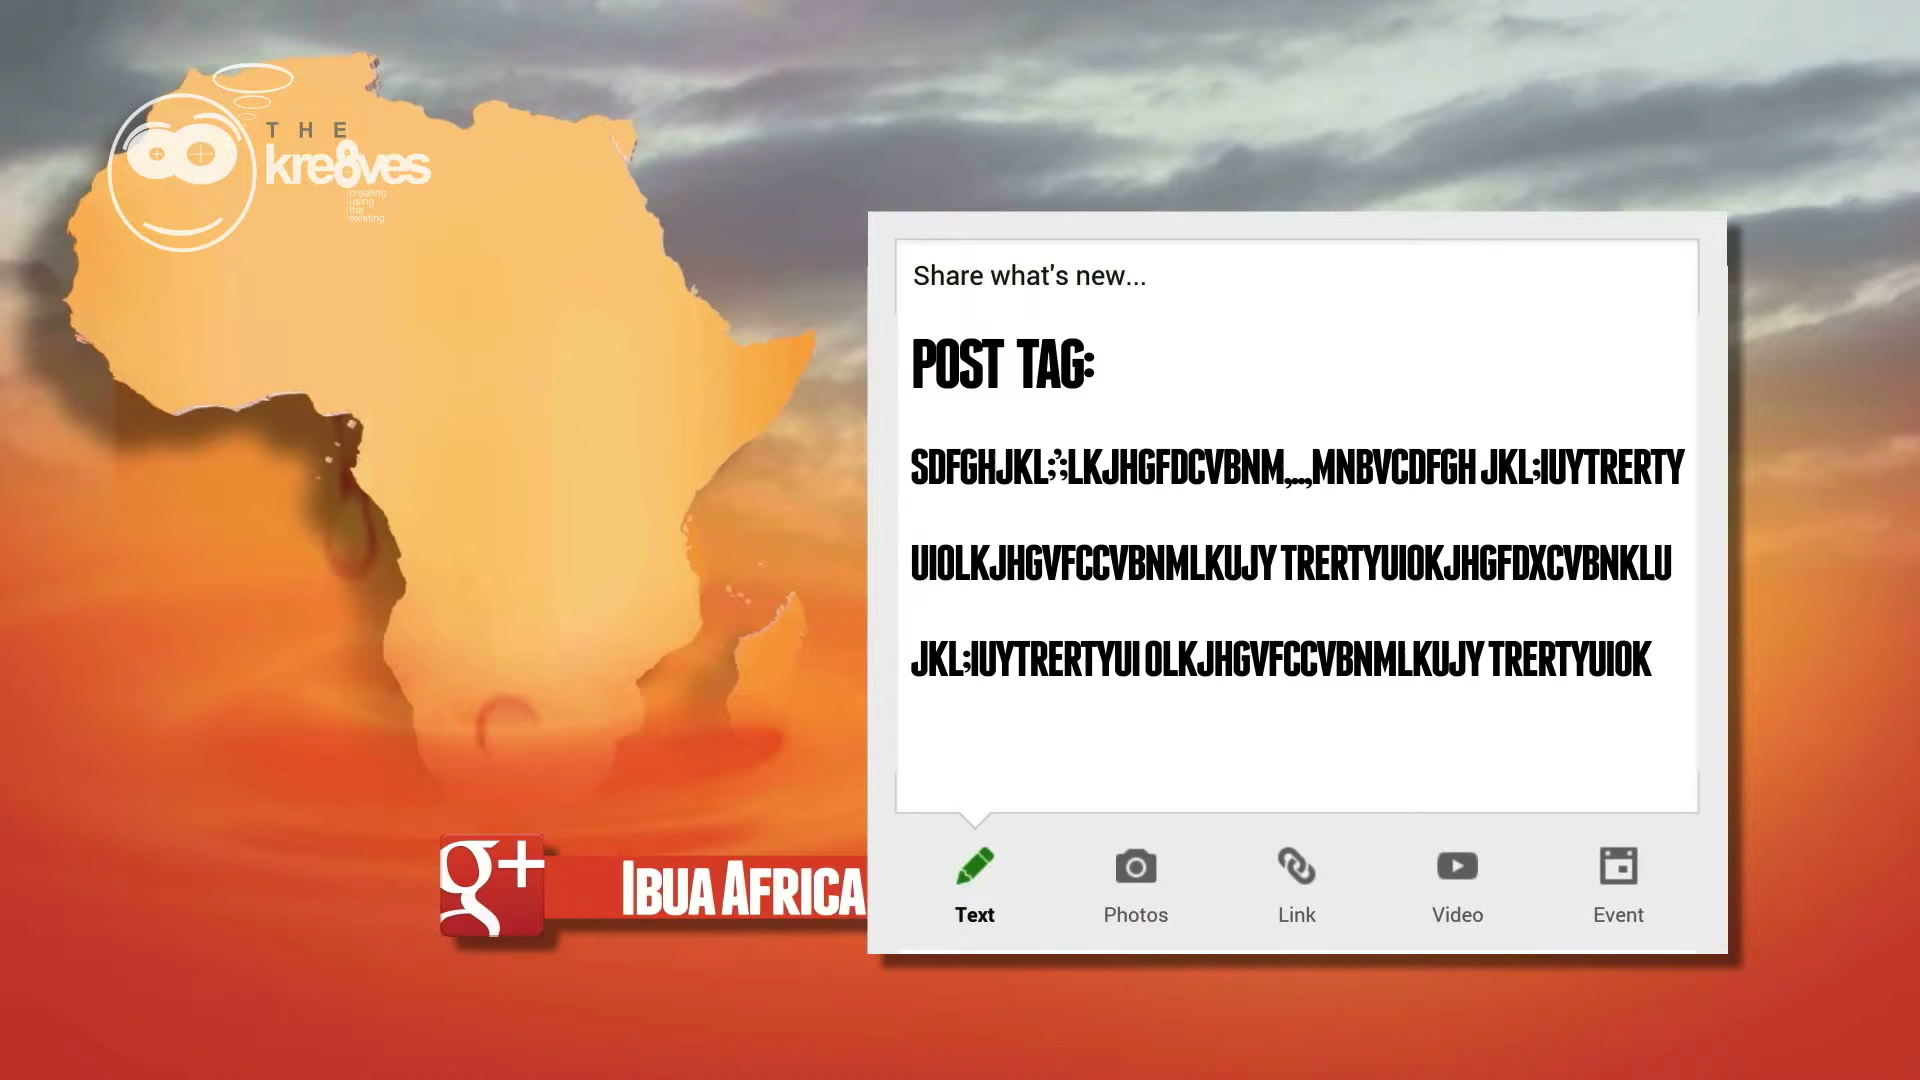 THE
kre8ves
creating
using
the
existing
Share what's new...
POST TAG:
SDFGHJKL;';LKJHGFDCVBNM,,..,,MNBVCDFGH JKL;IUYTRERTY
UIOLKJHGVFCCVBNMLKUJY TRERTYUIOKJHGFDXCVBNKLU
JKL;IUYTRERTYUI OLKJHGVFCCVBNMLKUJY TRERTYUIOK
g+ IBUA AFRICA
Text Photos Link Video Event